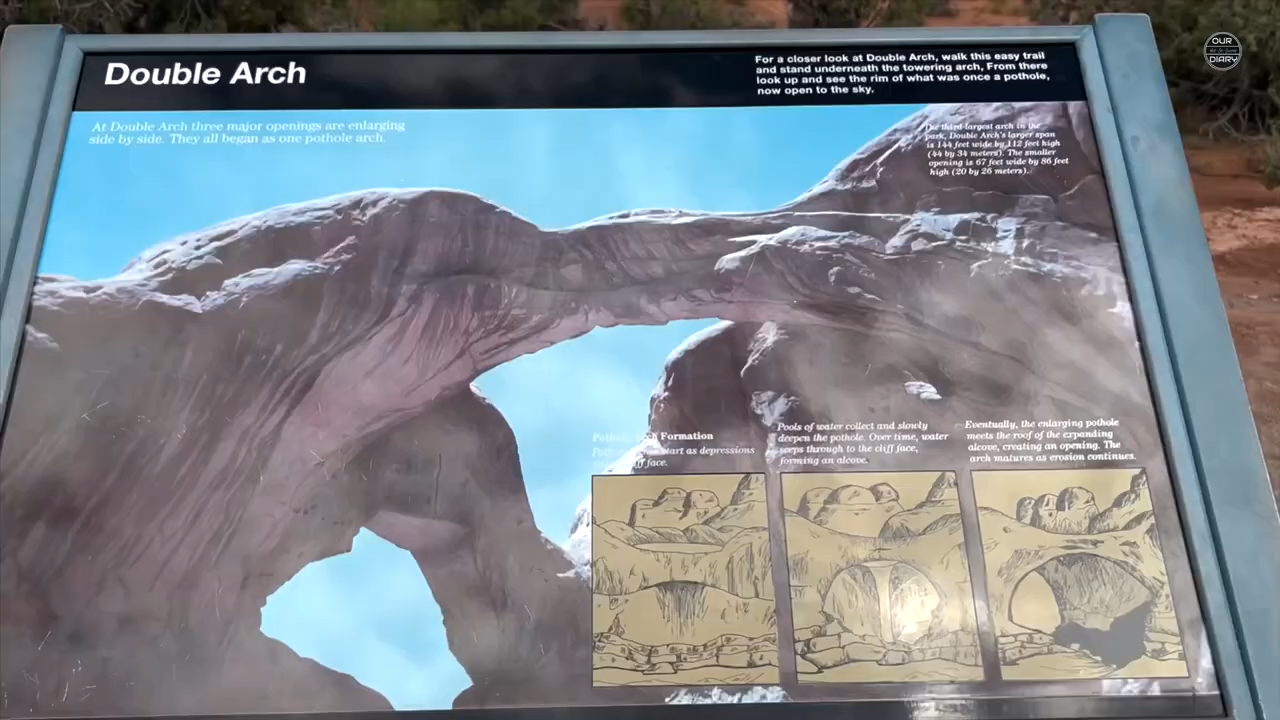 Double Arch
For a closer look at Double Arch, walk this easy trail
and stand underneath the towering arch. From there
look up and see the rim of what was once a pothole,
now open to the sky.
OUR
DIARY
At Double Arch three major openings are enlarging
side by side. They all began as one pothole arch.
The third-largest arch in the
park, Double Arch's larger span
is 144 feet wide by 112 feet high
(44 by 34 meters). The smaller
opening is 67 feet wide by 86 feet
high (20 by 26 meters).
Formation
start as depressions
face.
Pools of water collect and slowly
deepen the pothole. Over time, water
seeps through to the cliff face,
forming an alcove.
Eventually, the enlarging pothole
meets the roof of the expanding
alcove, creating an opening. The
arch matures as erosion continues.